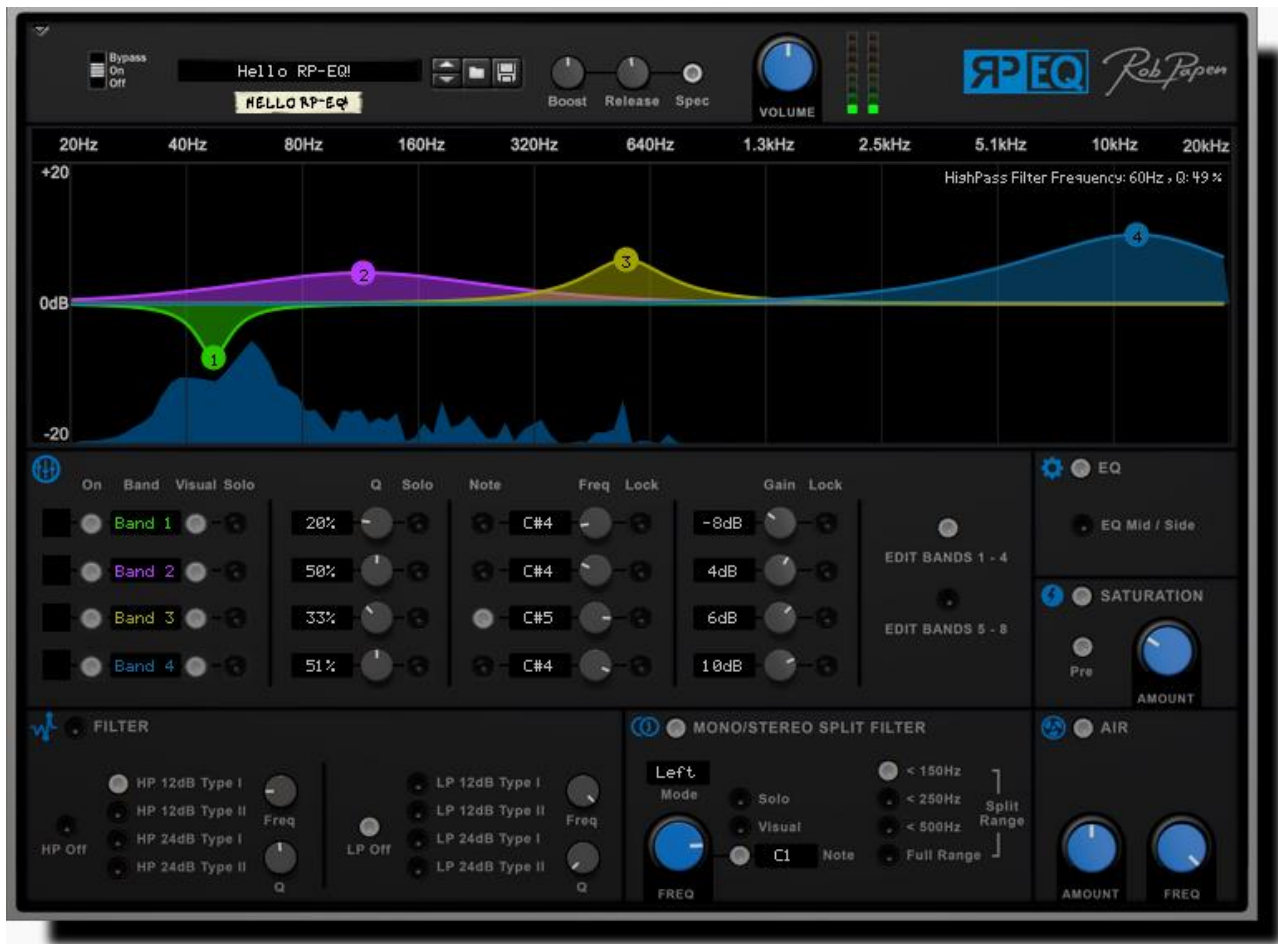 Bypass
On
Off
Hello RP-EQ!
HELLO RP-EQ!
Boost Release Spec
VOLUME
RP EQ Rob Papen
20Hz 40Hz 80Hz 160Hz 320Hz 640Hz 1.3kHz 2.5kHz 5.1kHz 10kHz 20kHz
+20
HighPass Filter Frequency: 60Hz , Q: 49 %
4
3
2
0dB
1
-20
On Band Visual Solo Q Solo Note Freq Lock Gain Lock
Band 1 20% C#4 -8dB
Band 2 50% C#4 4dB
Band 3 33% C#5 6dB
Band 4 51% C#4 10dB
EDIT BANDS 1 - 4
EDIT BANDS 5 - 8
EQ
EQ Mid / Side
SATURATION
Pre
AMOUNT
FILTER
HP Off
HP 12dB Type I
HP 12dB Type II
HP 24dB Type I
HP 24dB Type II
Freq
Q
LP Off
LP 12dB Type I
LP 12dB Type II
LP 24dB Type I
LP 24dB Type II
Freq
Q
MONO/STEREO SPLIT FILTER
Left
Mode
FREQ
Solo
Visual
C1 Note
< 150Hz
< 250Hz
< 500Hz
Full Range
Split
Range
AIR
AMOUNT FREQ